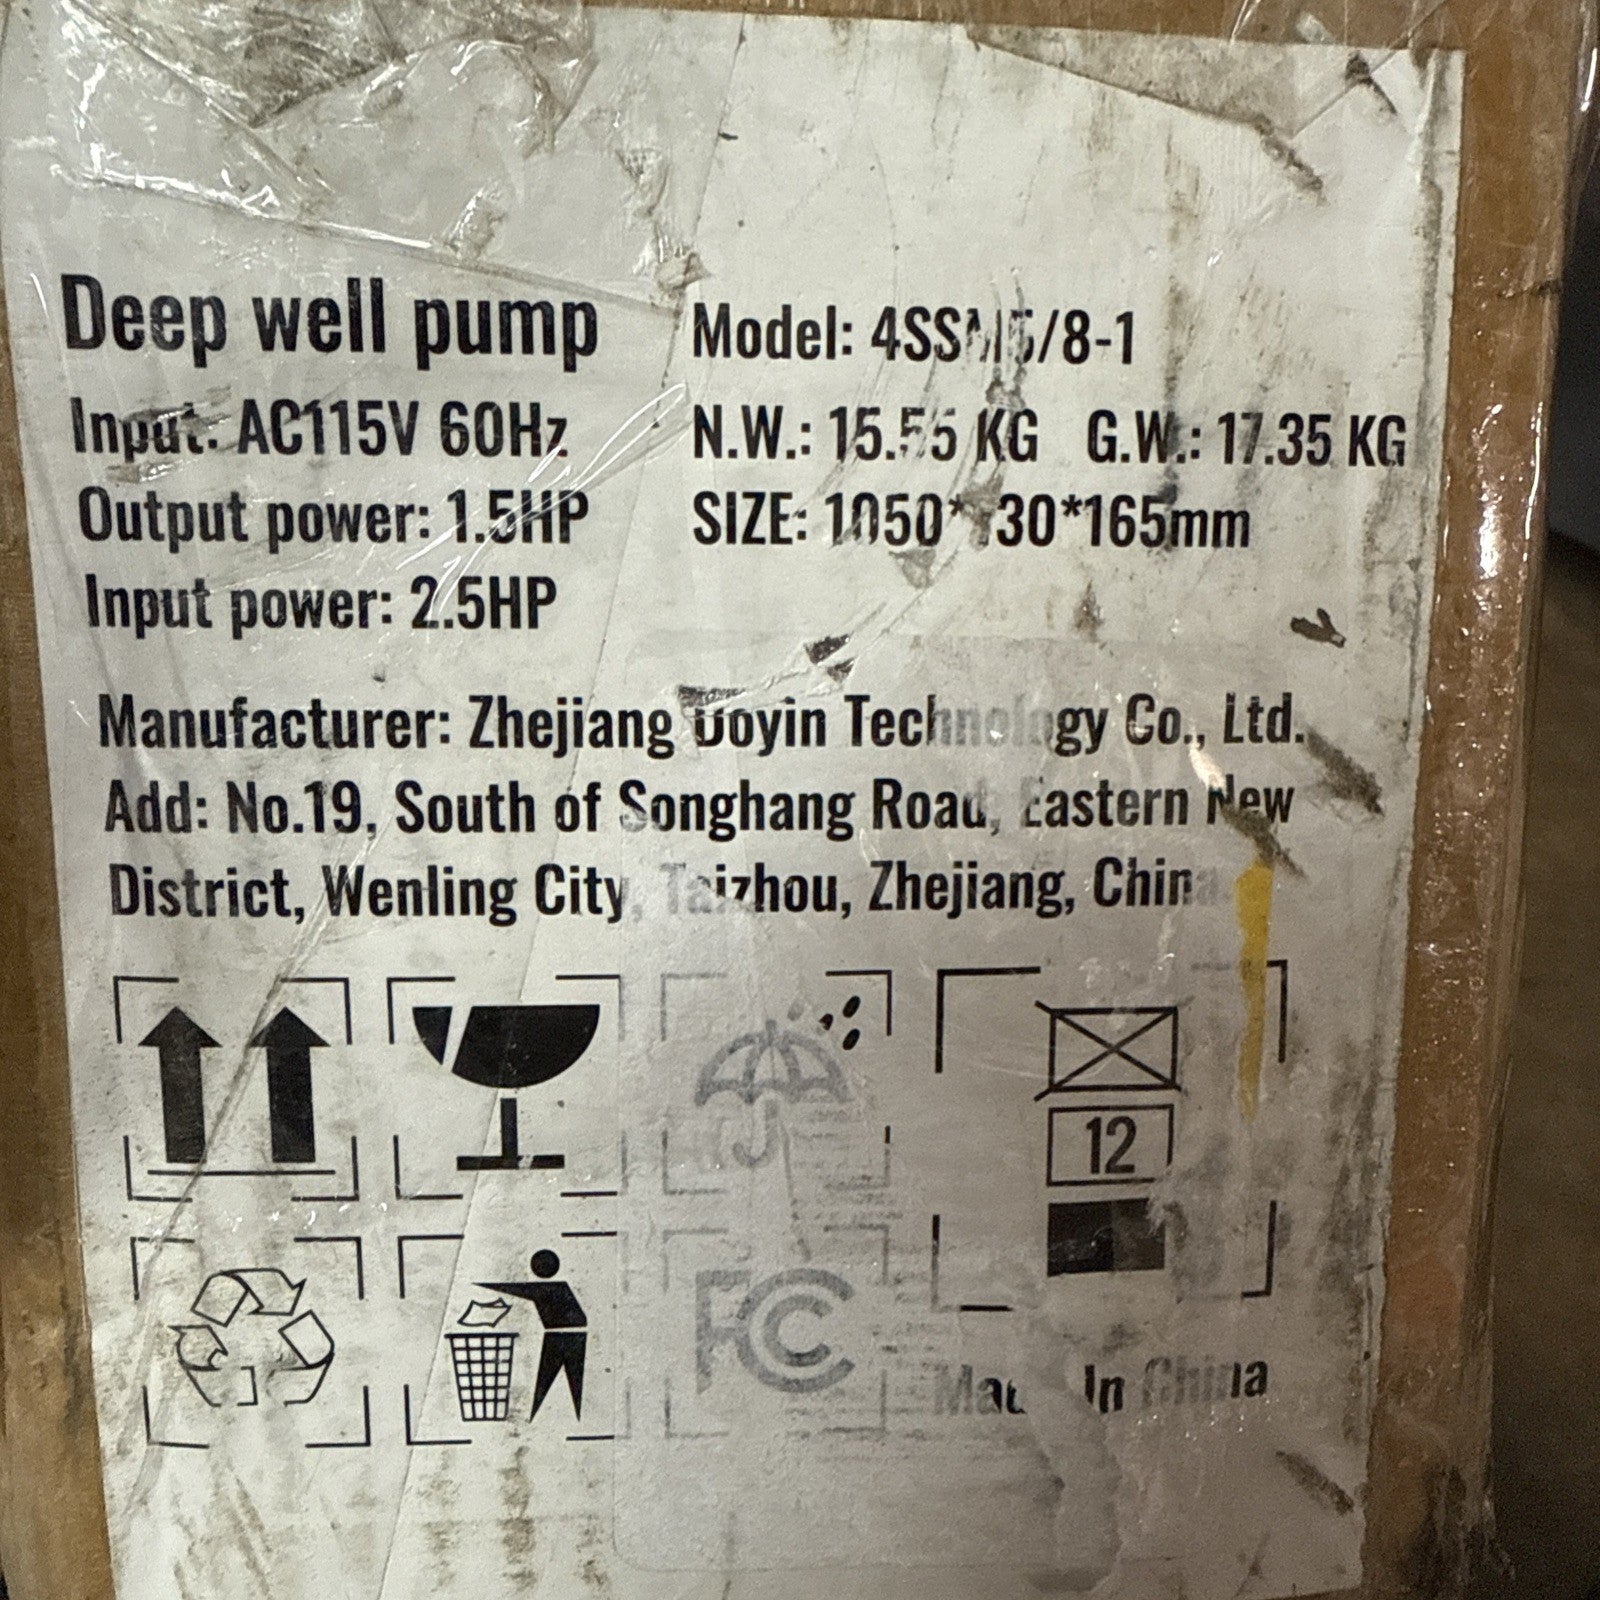 Deep well pump
Model: 4SSM5/8-1
Input: AC115V 60Hz
N.W.: 15.55 KG G.W.: 17.35 KG
Output power: 1.5HP
SIZE: 1050* 30*165mm
Input power: 2.5HP
Manufacturer: Zhejiang Doyin Technology Co., Ltd.
Add: No.19, South of Songhang Road, Eastern New
District, Wenling City, Taizhou, Zhejiang, China
12
FC
Made In China